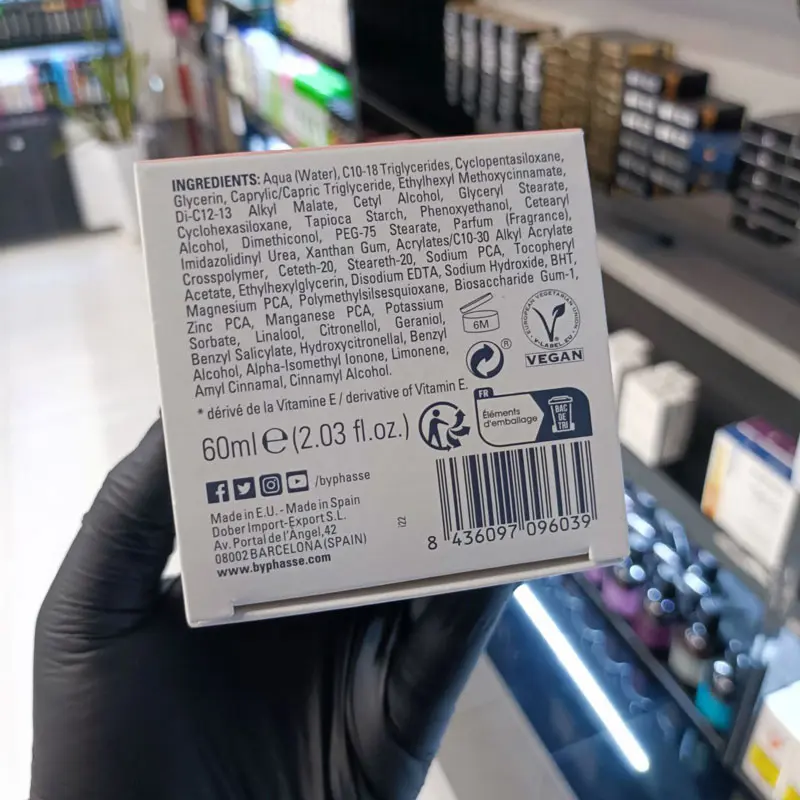 INGREDIENTS: Aqua (Water), C10-18 Triglycerides, Cyclopentasiloxane,
Glycerin, Caprylic/Capric Triglyceride, Ethylhexyl Methoxycinnamate,
Di-C12-13 Alkyl Malate, Cetyl Alcohol, Glyceryl Stearate,
Cyclohexasiloxane, Tapioca Starch, Phenoxyethanol, Cetearyl
Alcohol, Dimethiconol, PEG-75 Stearate, Parfum (Fragrance),
Imidazolidinyl Urea, Xanthan Gum, Acrylates/C10-30 Alkyl Acrylate
Crosspolymer, Ceteth-20, Steareth-20, Sodium PCA, Tocopheryl
Acetate, Ethylhexylglycerin, Disodium EDTA, Sodium Hydroxide, BHT,
Magnesium PCA, Polymethylsilsesquioxane, Biosaccharide Gum-1,
Zinc PCA, Manganese PCA, Potassium
Sorbate, Linalool, Citronellol, Geraniol,
Benzyl Salicylate, Hydroxycitronellal, Benzyl
Alcohol, Alpha-Isomethyl Ionone, Limonene,
Amyl Cinnamal, Cinnamyl Alcohol.
6M
EUROPEAN VEGETARIAN UNION
V-LABEL.EU
VEGAN
®
* dérivé de la Vitamine E / derivative of Vitamin E.
60ml e (2.03 fl.oz.)
FR
Éléments
d'emballage
BAC
DE
TRI
/byphasse
Made in E.U. - Made in Spain
Dober Import-Export S.L.
Av. Portal de l'Angel, 42
08002 BARCELONA (SPAIN)
www.byphasse.com
i22
8 436097 096039